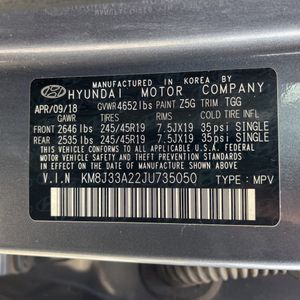 MANUFACTURED IN KOREA BY
HYUNDAI MOTOR COMPANY
APR/09/18 GVWR 4652lbs PAINT Z5G TRIM TGG
GAWR TIRES RIMS COLD TIRE INFL
FRONT 2646 lbs 245/45R19 7.5JX19 35psi SINGLE
REAR 2535 lbs 245/45R19 7.5JX19 35psi SINGLE
THIS VEHICLE CONFORMS TO ALL APPLICABLE U.S.A. FEDERAL
MOTOR VEHICLE SAFETY AND THEFT PREVENTION STANDARDS IN
EFFECT ON THE DATE OF MANUFACTURE SHOWN ABOVE.
V.I.N KM8J33A22JU735050 TYPE: MPV